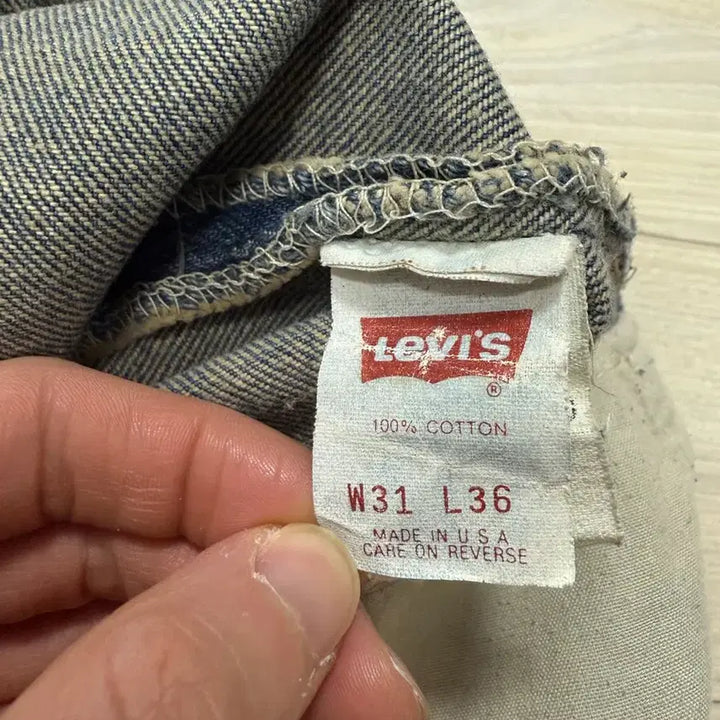 LeVI'S
®
100% COTTON
W31 L36
MADE IN U S A
CARE ON REVERSE